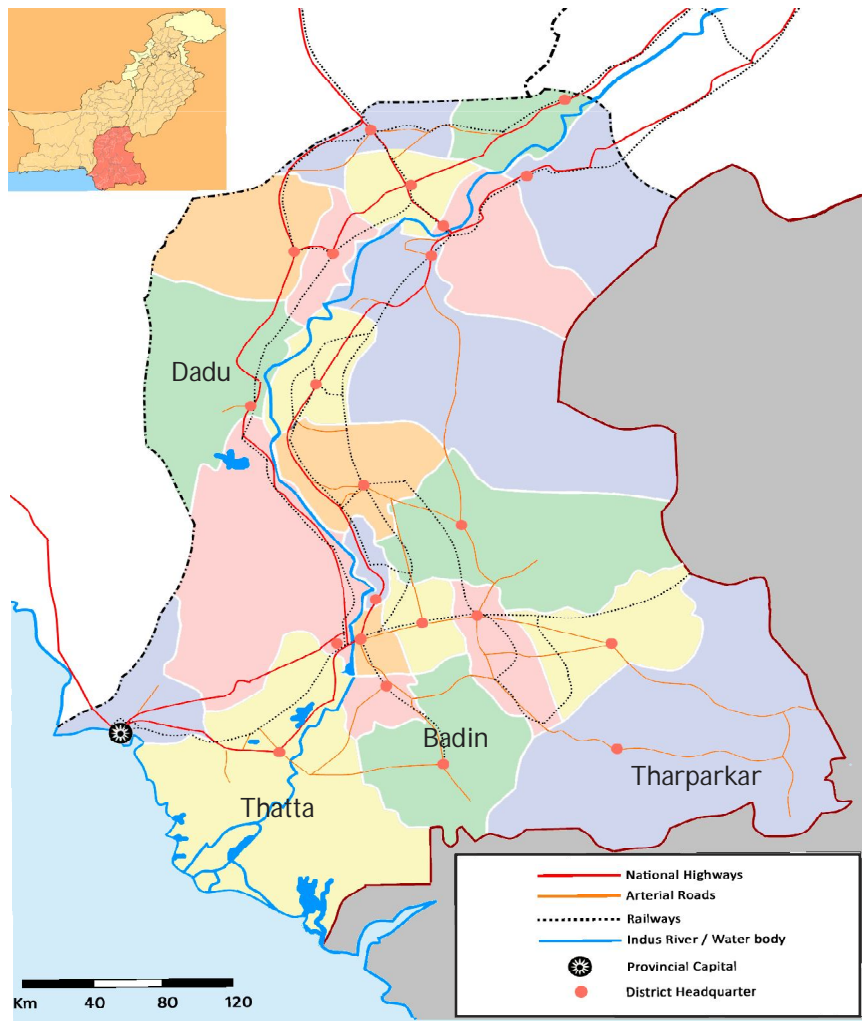 Dadu
Badin
Tharparkar
Thatta
National Highways
Arterial Roads
Railways
Indus River / Water body
Provincial Capital
District Headquarter
Km 40 80 120